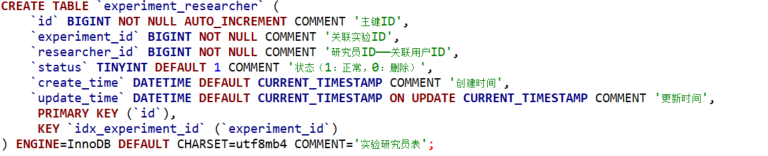 CREATE TABLE `experiment_researcher` (
`id` BIGINT NOT NULL AUTO_INCREMENT COMMENT '主键ID',
`experiment_id` BIGINT NOT NULL COMMENT '关联实验ID',
`researcher_id` BIGINT NOT NULL COMMENT '研究员ID——关联用户ID',
`status` TINYINT DEFAULT 1 COMMENT '状态（1：正常，0：删除）',
`create_time` DATETIME DEFAULT CURRENT_TIMESTAMP COMMENT '创建时间',
`update_time` DATETIME DEFAULT CURRENT_TIMESTAMP ON UPDATE CURRENT_TIMESTAMP COMMENT '更新时间',
PRIMARY KEY (`id`),
KEY `idx_experiment_id` (`experiment_id`)
) ENGINE=InnoDB DEFAULT CHARSET=utf8mb4 COMMENT='实验研究员表';